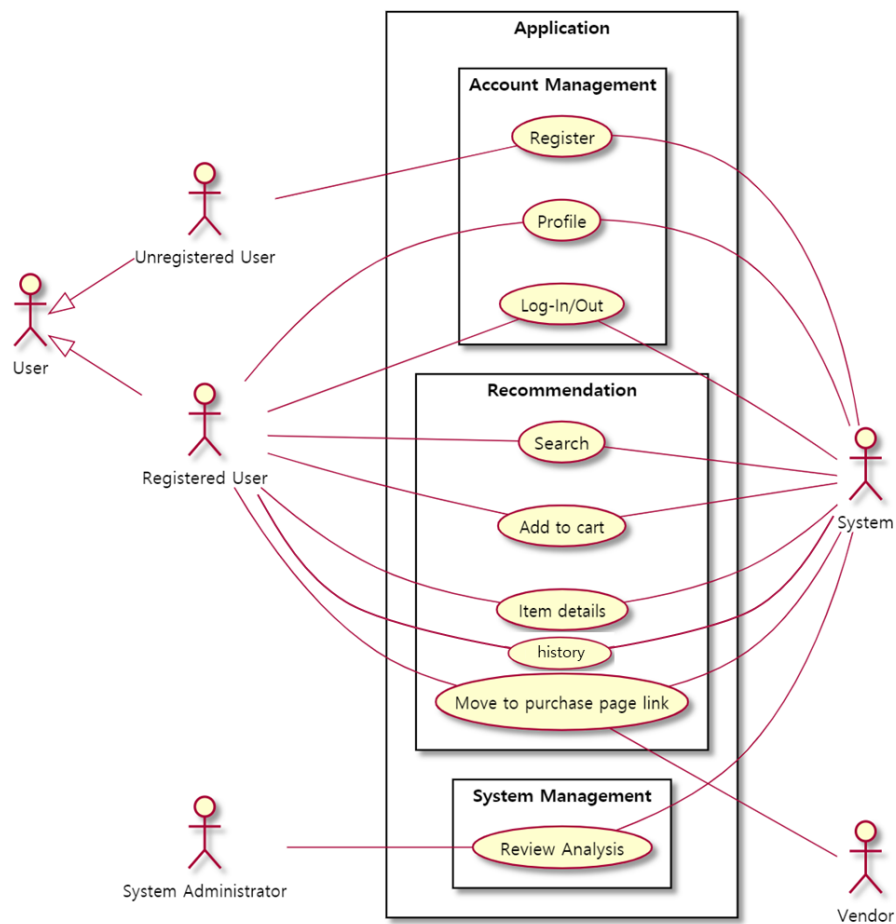 Application
Account Management
Register
Unregistered User
Profile
Log-In/Out
User
Recommendation
Registered User
Search
System
Add to cart
Item details
history
Move to purchase page link
System Management
Review Analysis
System Administrator
Vendor